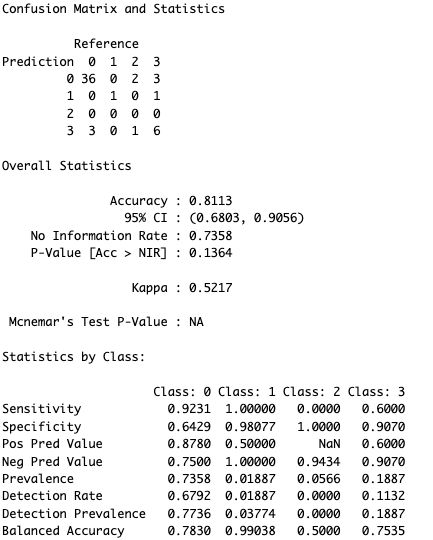 Confusion Matrix and Statistics
Reference
Prediction 0 1 2 3
0 36 0 2 3
1 0 1 0 1
2 0 0 0 0
3 3 0 1 6
Overall Statistics
Accuracy : 0.8113
95% CI : (0.6803, 0.9056)
No Information Rate : 0.7358
P-Value [Acc > NIR] : 0.1364
Kappa : 0.5217
Mcnemar's Test P-Value : NA
Statistics by Class:
Class: 0 Class: 1 Class: 2 Class: 3
Sensitivity 0.9231 1.00000 0.0000 0.6000
Specificity 0.6429 0.98077 1.0000 0.9070
Pos Pred Value 0.8780 0.50000 NaN 0.6000
Neg Pred Value 0.7500 1.00000 0.9434 0.9070
Prevalence 0.7358 0.01887 0.0566 0.1887
Detection Rate 0.6792 0.01887 0.0000 0.1132
Detection Prevalence 0.7736 0.03774 0.0000 0.1887
Balanced Accuracy 0.7830 0.99038 0.5000 0.7535